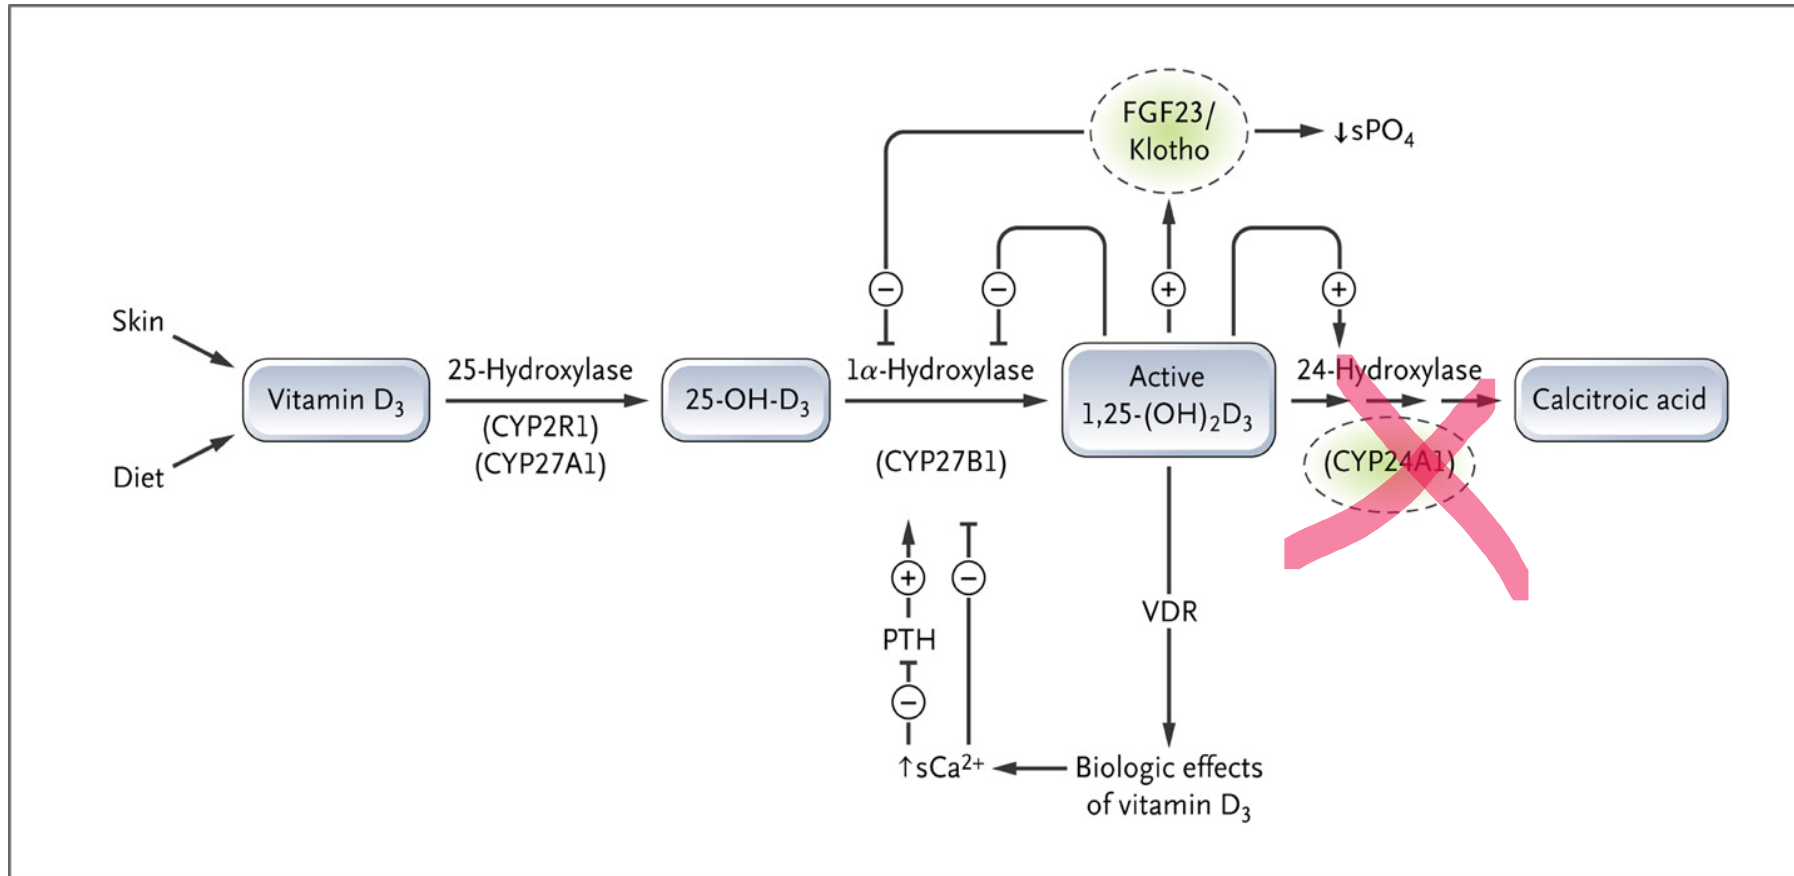 FGF23/
Klotho
↓sPO₄
−
−
+
+
Skin
Diet
Vitamin D₃
25-Hydroxylase
(CYP2R1)
(CYP27A1)
25-OH-D₃
1α-Hydroxylase
(CYP27B1)
Active
1,25-(OH)₂D₃
24-Hydroxylase
(CYP24A1)
Calcitroic acid
+
−
PTH
−
↑sCa²⁺
VDR
Biologic effects
of vitamin D₃